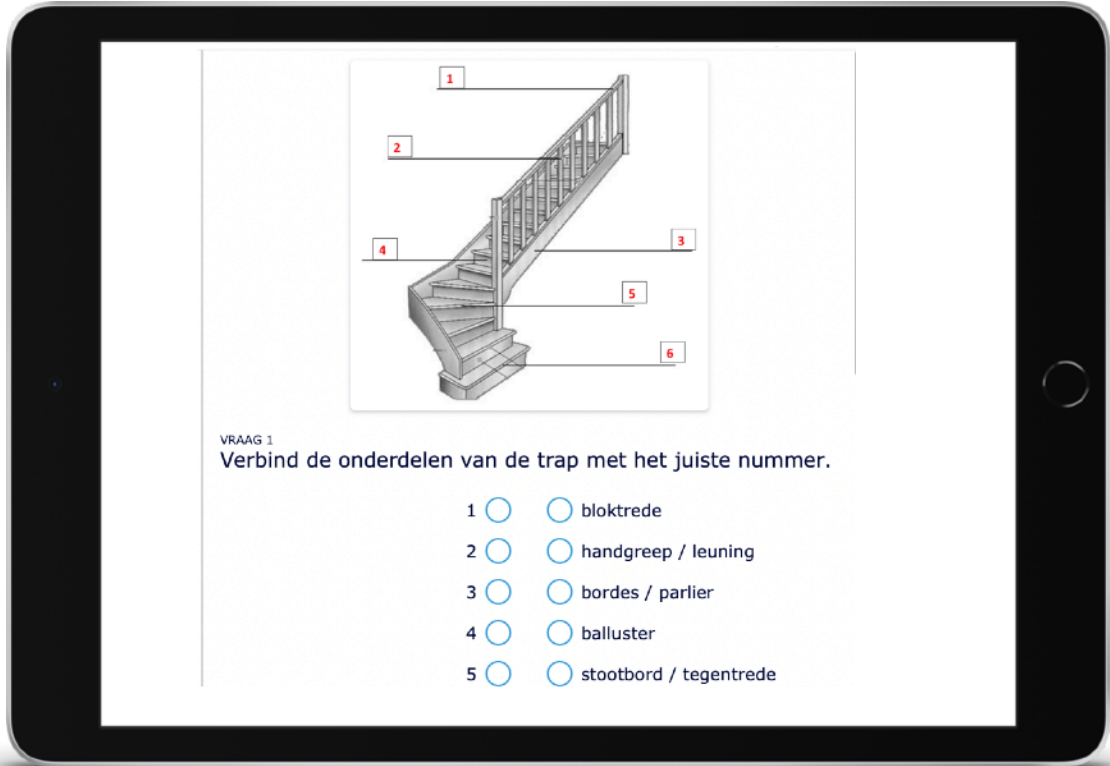 1
2
3
4
5
6
VRAAG 1
Verbind de onderdelen van de trap met het juiste nummer.
1 bloktrede
2 handgreep / leuning
3 bordes / parlier
4 balluster
5 stootbord / tegentrede